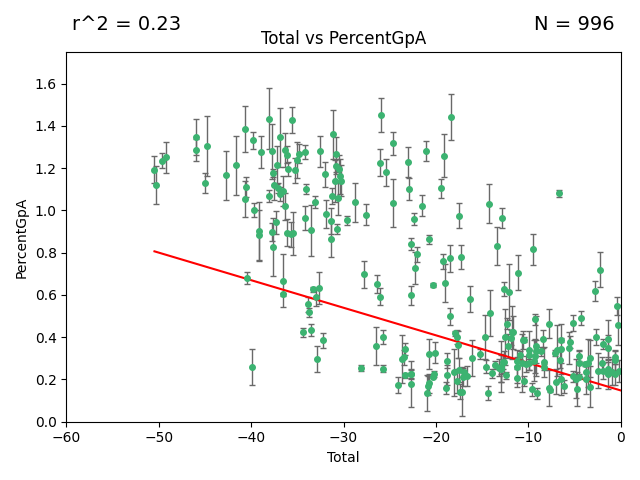 r^2 = 0.23 N = 996
Total vs PercentGpA
PercentGpA
1.6
1.4
1.2
1.0
0.8
0.6
0.4
0.2
0.0
−60 −50 −40 −30 −20 −10 0
Total